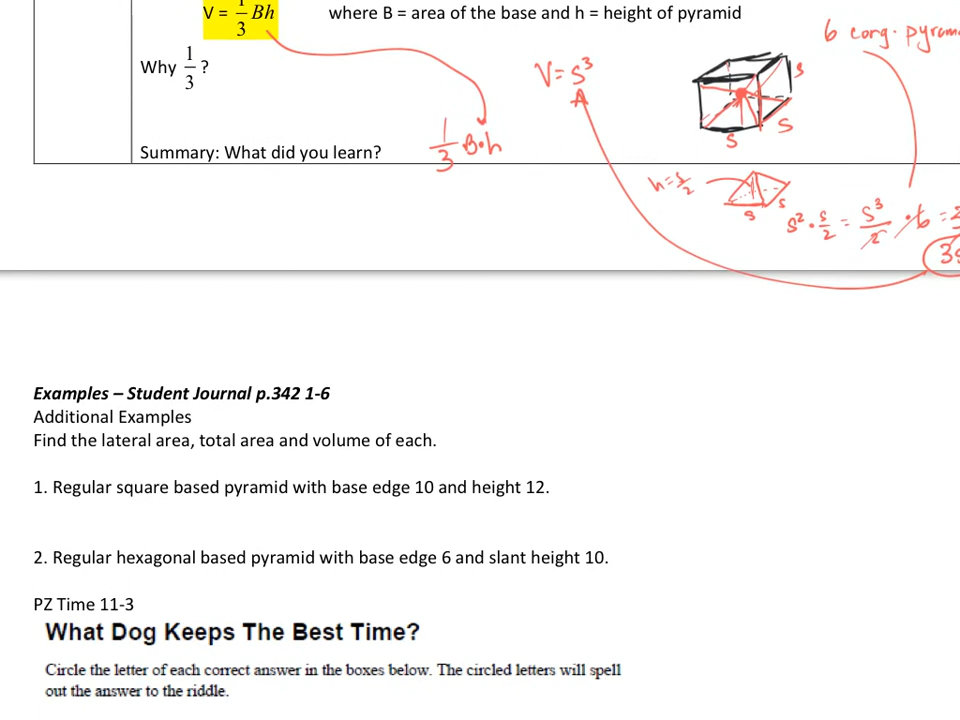 V = 1/3 Bh where B = area of the base and h = height of pyramid
6 cong.
Why 1/3 ?
V = s³
s
s
s
1/3 B·h
Summary: What did you learn?
h = s/2
s
s
s² · s/2 = s³/2 · 6 =
Examples – Student Journal p.342 1-6
Additional Examples
Find the lateral area, total area and volume of each.
1. Regular square based pyramid with base edge 10 and height 12.
2. Regular hexagonal based pyramid with base edge 6 and slant height 10.
PZ Time 11-3
What Dog Keeps The Best Time?
Circle the letter of each correct answer in the boxes below. The circled letters will spell
out the answer to the riddle.